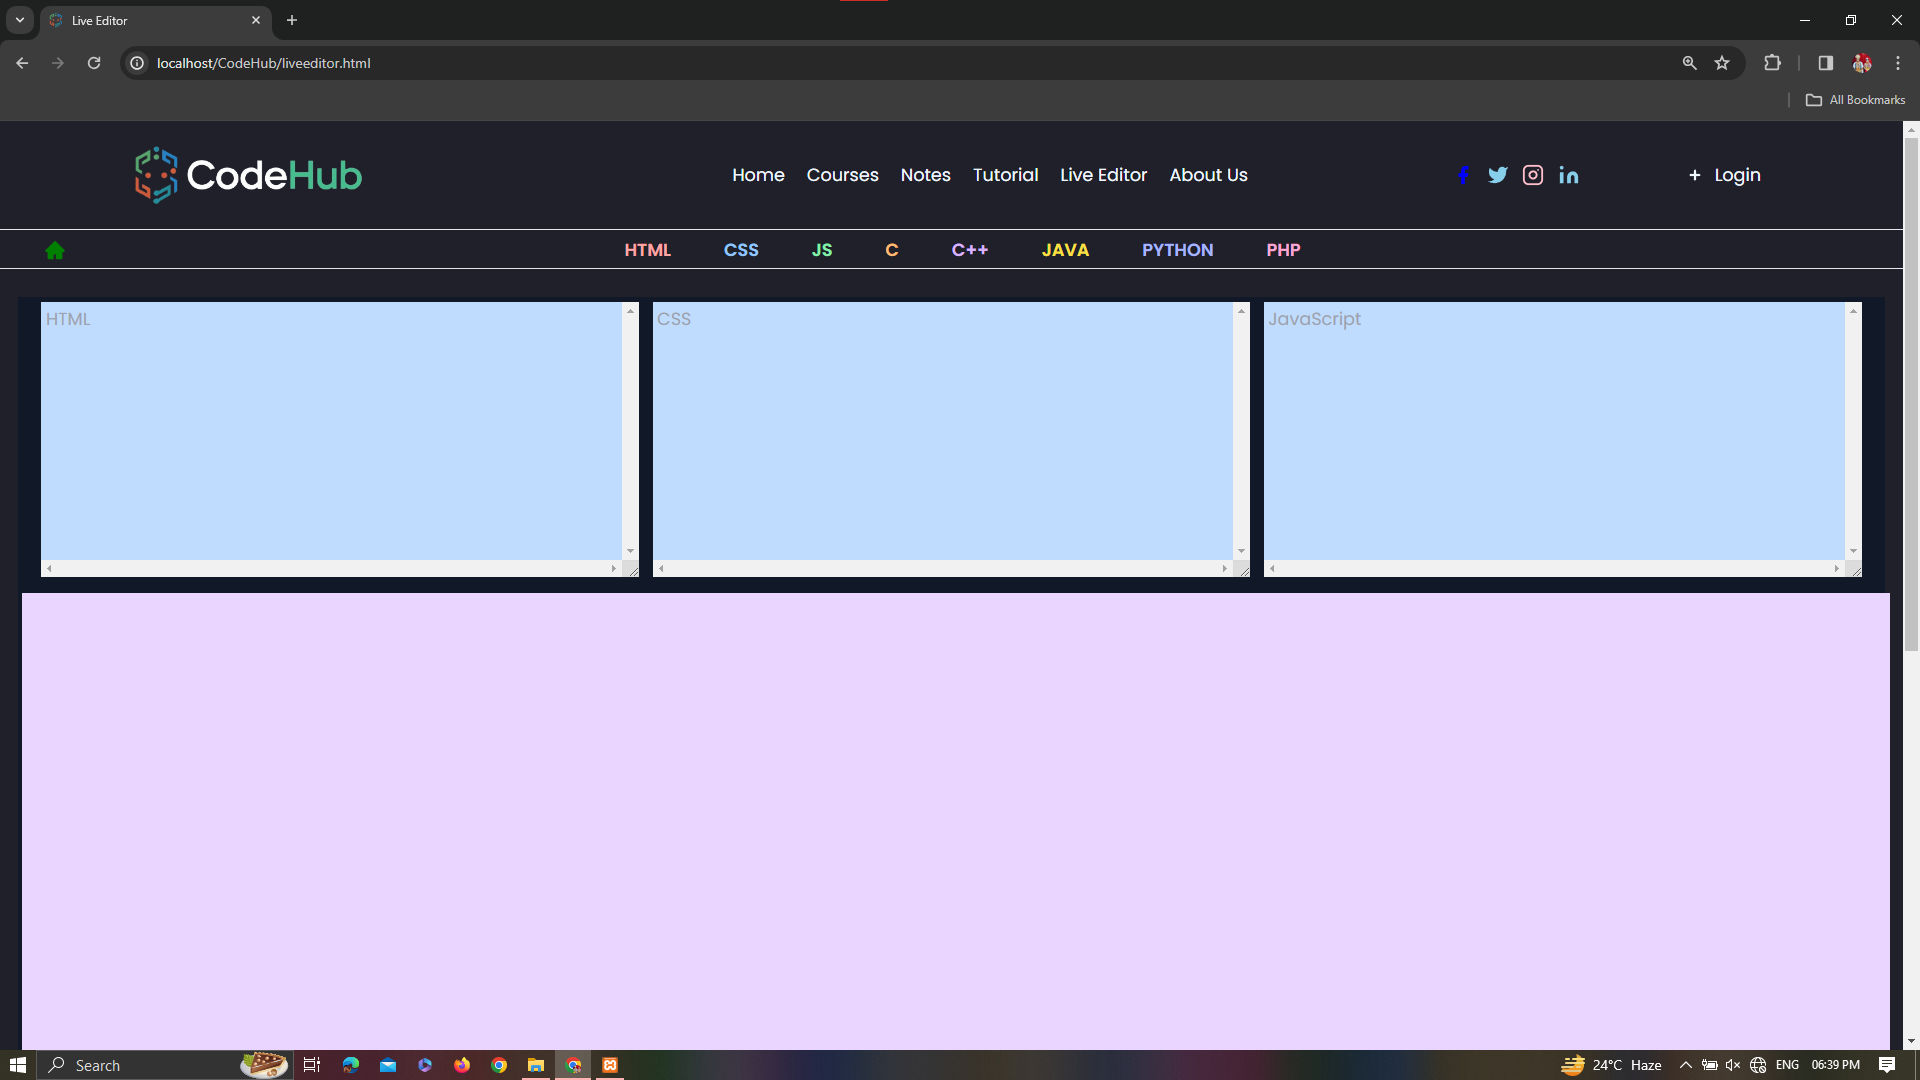 Live Editor
localhost/CodeHub/liveeditor.html
All Bookmarks
CodeHub
Home Courses Notes Tutorial Live Editor About Us
+ Login
HTML CSS JS C C++ JAVA PYTHON PHP
HTML CSS JavaScript
Search
24°C Haze ENG 06:39 PM